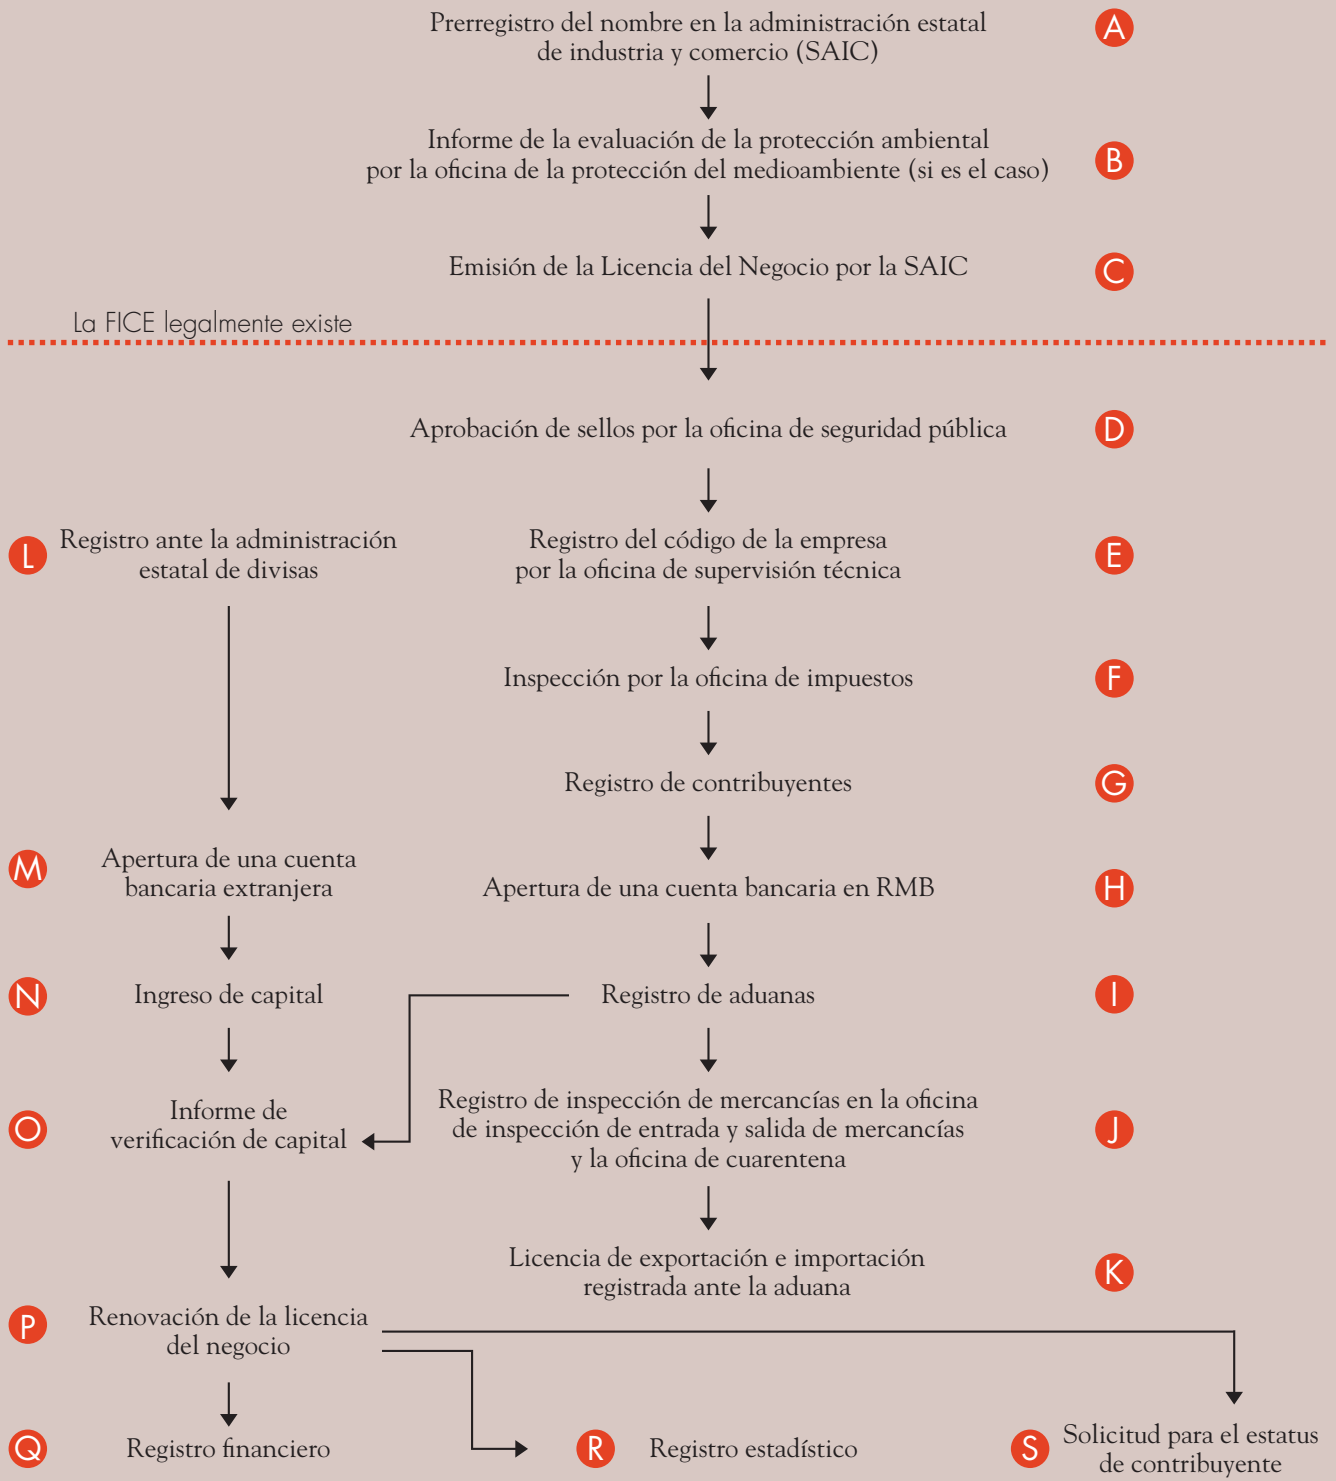 Prerregistro del nombre en la administración estatal
de industria y comercio (SAIC)
A
Informe de la evaluación de la protección ambiental
por la oficina de la protección del medioambiente (si es el caso)
B
Emisión de la Licencia del Negocio por la SAIC
C
La FICE legalmente existe
Aprobación de sellos por la oficina de seguridad pública
D
L
Registro ante la administración
estatal de divisas
Registro del código de la empresa
por la oficina de supervisión técnica
E
Inspección por la oficina de impuestos
F
Registro de contribuyentes
G
M
Apertura de una cuenta
bancaria extranjera
Apertura de una cuenta bancaria en RMB
H
N
Ingreso de capital
Registro de aduanas
I
O
Informe de
verificación de capital
Registro de inspección de mercancías en la oficina
de inspección de entrada y salida de mercancías
y la oficina de cuarentena
J
Licencia de exportación e importación
registrada ante la aduana
K
P
Renovación de la licencia
del negocio
Q
Registro financiero
R
Registro estadístico
S
Solicitud para el estatus
de contribuyente